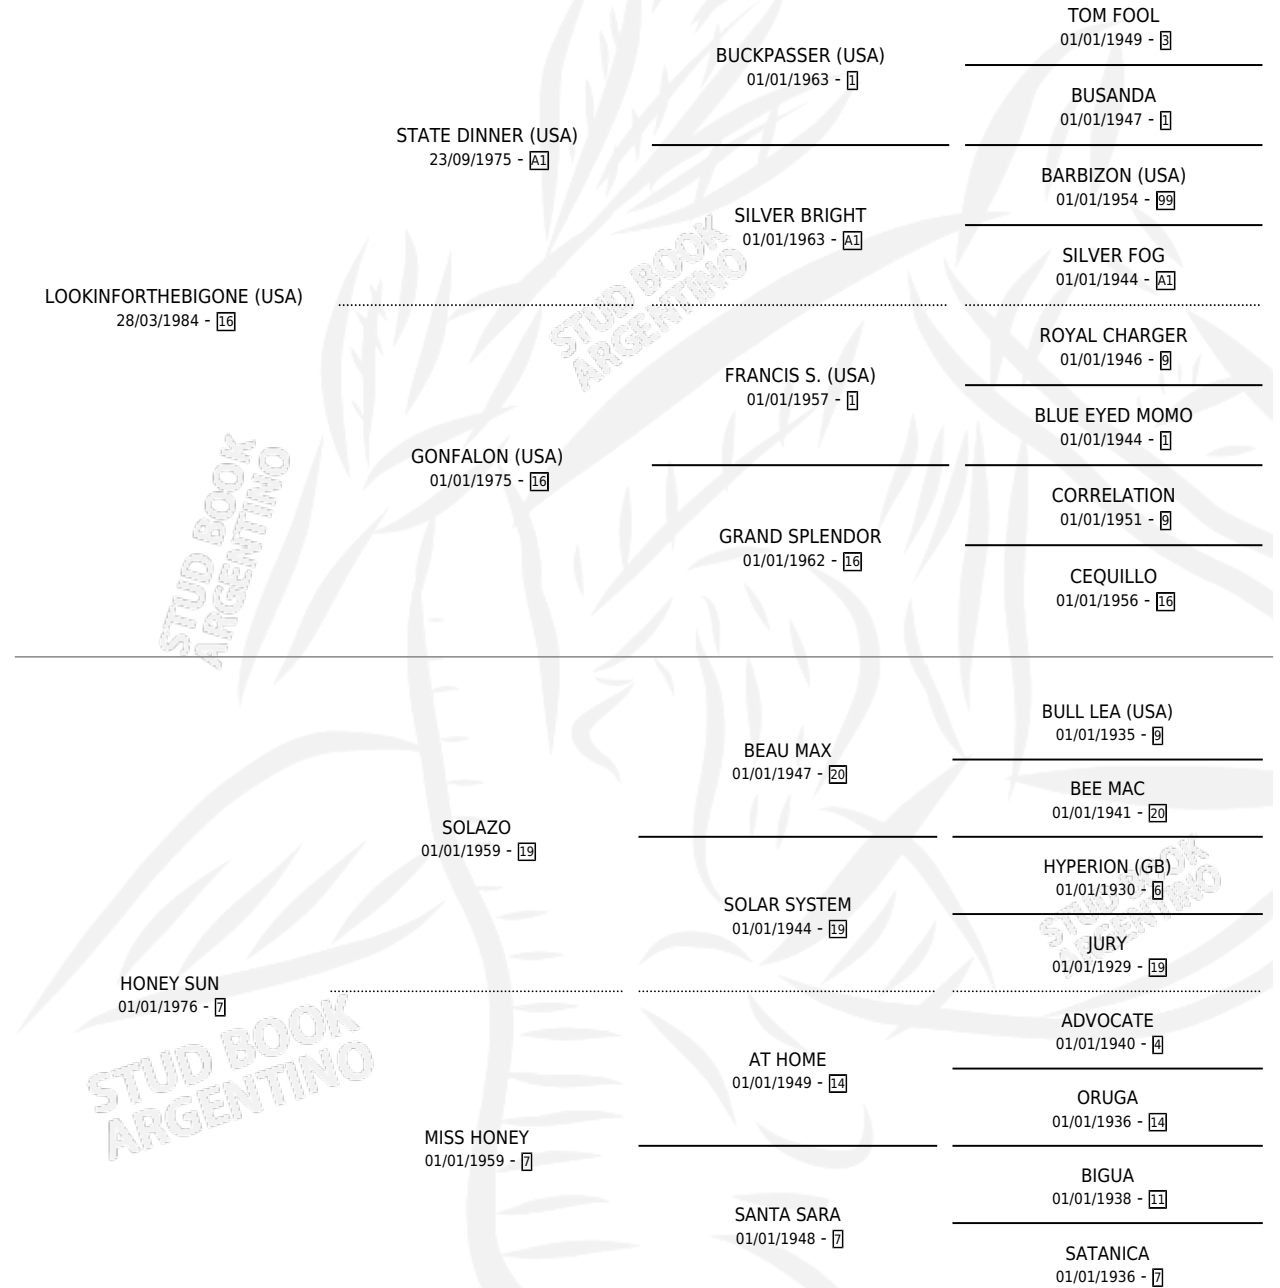 TOM FOOL
01/01/1949 - 3
BUCKPASSER (USA)
01/01/1963 - 1
BUSANDA
01/01/1947 - 1
STATE DINNER (USA)
23/09/1975 - A1
BARBIZON (USA)
01/01/1954 - 99
SILVER BRIGHT
01/01/1963 - A1
SILVER FOG
01/01/1944 - A1
LOOKINFORTHEBIGONE (USA)
28/03/1984 - 16
ROYAL CHARGER
01/01/1946 - 9
FRANCIS S. (USA)
01/01/1957 - 1
BLUE EYED MOMO
01/01/1944 - 1
GONFALON (USA)
01/01/1975 - 16
CORRELATION
01/01/1951 - 9
GRAND SPLENDOR
01/01/1962 - 16
CEQUILLO
01/01/1956 - 16
BULL LEA (USA)
01/01/1935 - 9
BEAU MAX
01/01/1947 - 20
BEE MAC
01/01/1941 - 20
SOLAZO
01/01/1959 - 19
HYPERION (GB)
01/01/1930 - 6
SOLAR SYSTEM
01/01/1944 - 19
JURY
01/01/1929 - 19
HONEY SUN
01/01/1976 - 7
ADVOCATE
01/01/1940 - 4
AT HOME
01/01/1949 - 14
ORUGA
01/01/1936 - 14
MISS HONEY
01/01/1959 - 7
BIGUA
01/01/1938 - 11
SANTA SARA
01/01/1948 - 7
SATANICA
01/01/1936 - 7
STUD BOOK
ARGENTINO
STUD BOOK
ARGENTINO
STUD BOOK
ARGENTINO
STUD BOOK
ARGENTINO